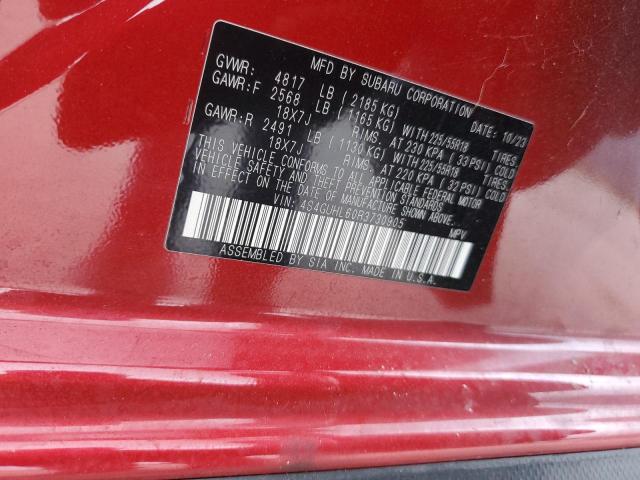 MFD BY SUBARU CORPORATION DATE: 10/23
GVWR: 4817 LB ( 2185 KG)
GAWR:F 2568 LB ( 1165 KG) WITH 225/55R18 TIRES,
18X7J RIMS, AT 230 KPA ( 33 PSI) COLD
GAWR:R 2491 LB ( 1130 KG) WITH 225/55R18 TIRES,
18X7J RIMS, AT 220 KPA ( 32 PSI) COLD
THIS VEHICLE CONFORMS TO ALL APPLICABLE FEDERAL MOTOR
VEHICLE SAFETY AND THEFT PREVENTION STANDARDS
IN EFFECT ON THE DATE OF MANUFACTURE SHOWN ABOVE.
VIN: 4S4GUHL60R3730905 MPV
ASSEMBLED BY SIA INC. MADE IN U.S.A.